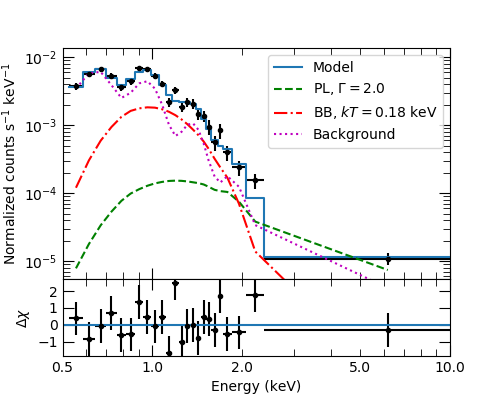 10⁻²
10⁻³
10⁻⁴
10⁻⁵
Normalized counts s⁻¹ keV⁻¹
Model
PL, Γ = 2.0
BB, kT = 0.18 keV
Background
2
1
0
−1
Δχ
0.5 1.0 2.0 5.0 10.0
Energy (keV)